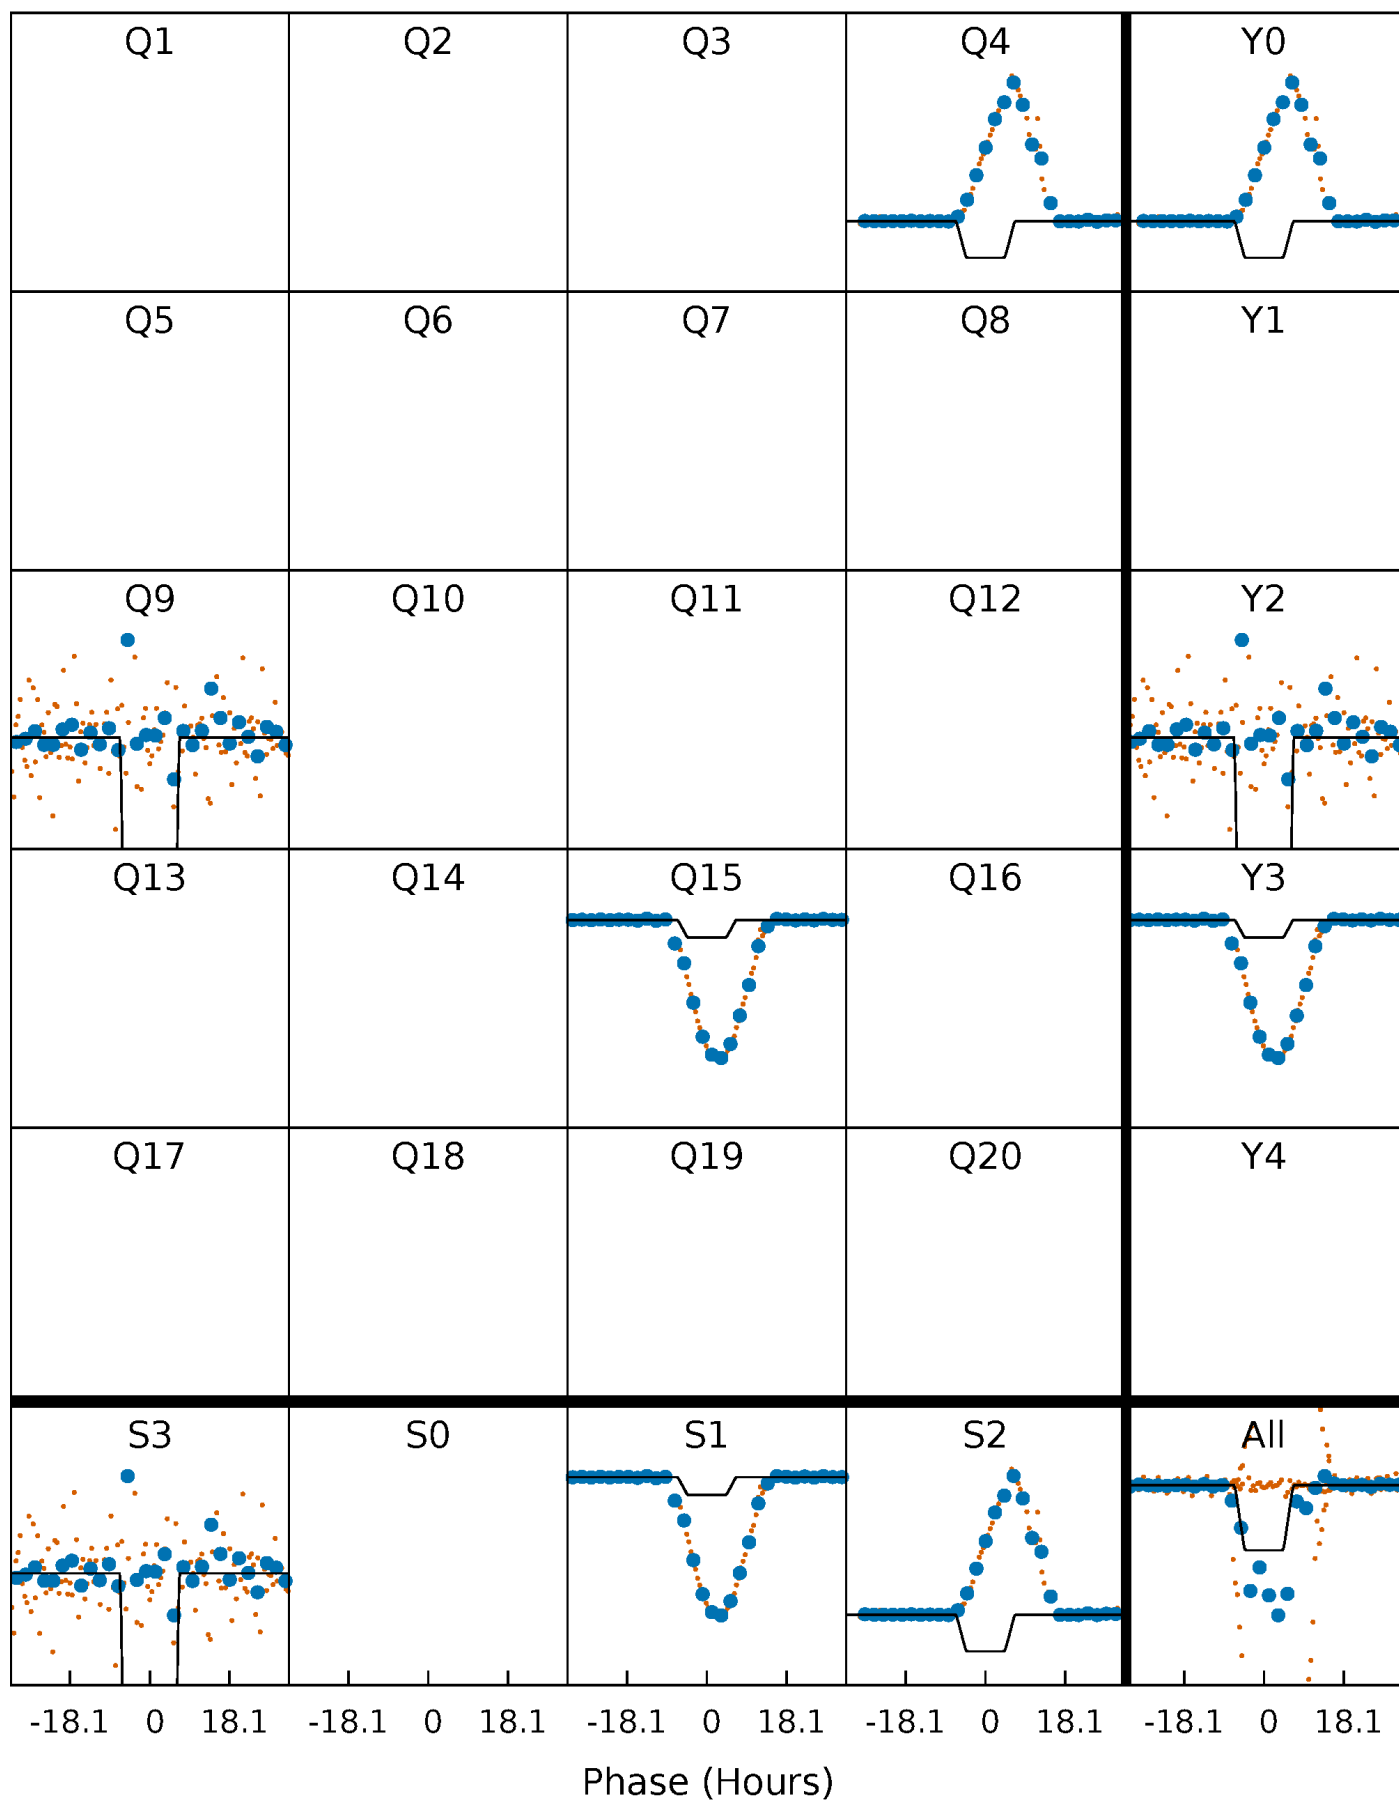 Q1 Q2 Q3 Q4 Y0
Q5 Q6 Q7 Q8 Y1
Q9 Q10 Q11 Q12 Y2
Q13 Q14 Q15 Q16 Y3
Q17 Q18 Q19 Q20 Y4
S3 S0 S1 S2 All
-18.1 0 18.1 -18.1 0 18.1 -18.1 0 18.1 -18.1 0 18.1 -18.1 0 18.1
Phase (Hours)